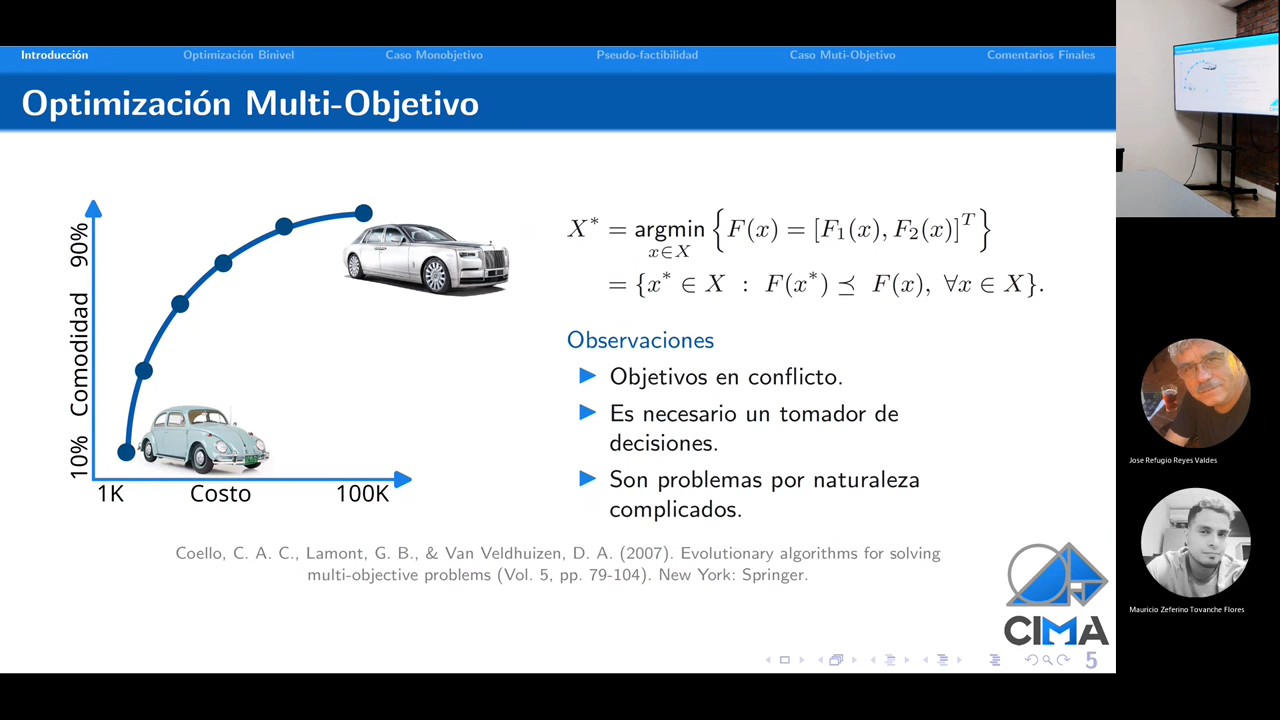 Introducción Optimización Binivel Caso Monobjetivo Pseudo-factibilidad Caso Muti-Objetivo Comentarios Finales
Optimización Multi-Objetivo
90%
Comodidad
10%
1K Costo 100K
X* = argmin {F(x) = [F₁(x), F₂(x)]ᵀ}
x∈X
= {x* ∈ X : F(x*) ⪯ F(x), ∀x ∈ X}.
Observaciones
Objetivos en conflicto.
Es necesario un tomador de
decisiones.
Son problemas por naturaleza
complicados.
Coello, C. A. C., Lamont, G. B., & Van Veldhuizen, D. A. (2007). Evolutionary algorithms for solving
multi-objective problems (Vol. 5, pp. 79-104). New York: Springer.
CIMA
5
Jose Refugio Reyes Valdes
Mauricio Zeferino Tovanche Flores